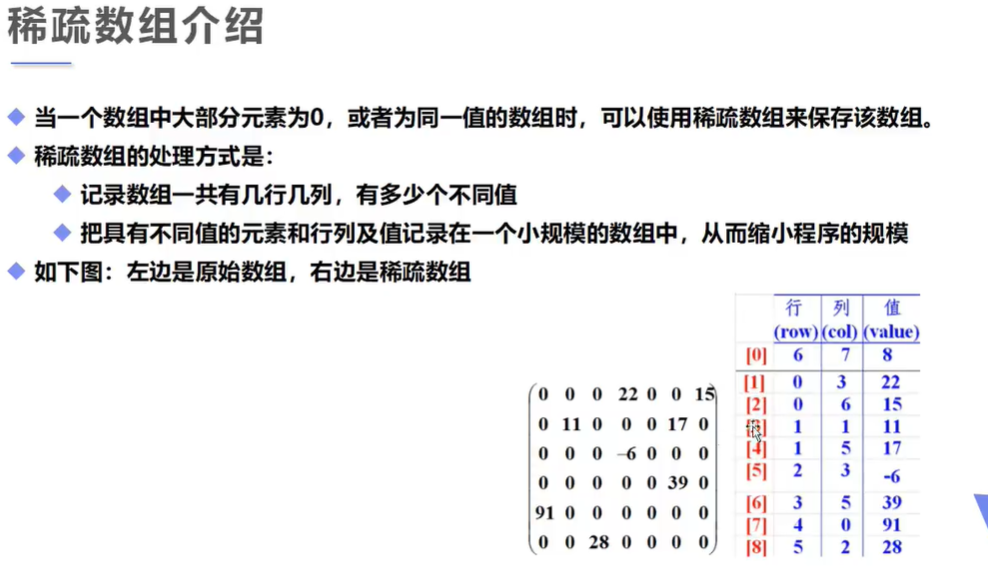 稀疏数组介绍
当一个数组中大部分元素为0，或者为同一值的数组时，可以使用稀疏数组来保存该数组。
稀疏数组的处理方式是：
记录数组一共有几行几列，有多少个不同值
把具有不同值的元素和行列及值记录在一个小规模的数组中，从而缩小程序的规模
如下图：左边是原始数组，右边是稀疏数组
0 0 0 22 0 0 15
0 11 0 0 0 17 0
0 0 0 -6 0 0 0
0 0 0 0 0 39 0
91 0 0 0 0 0 0
0 0 28 0 0 0 0
行 列 值
(row) (col) (value)
[0] 6 7 8
[1] 0 3 22
[2] 0 6 15
1 1 11
[4] 1 5 17
[5] 2 3 -6
[6] 3 5 39
[7] 4 0 91
[8] 5 2 28